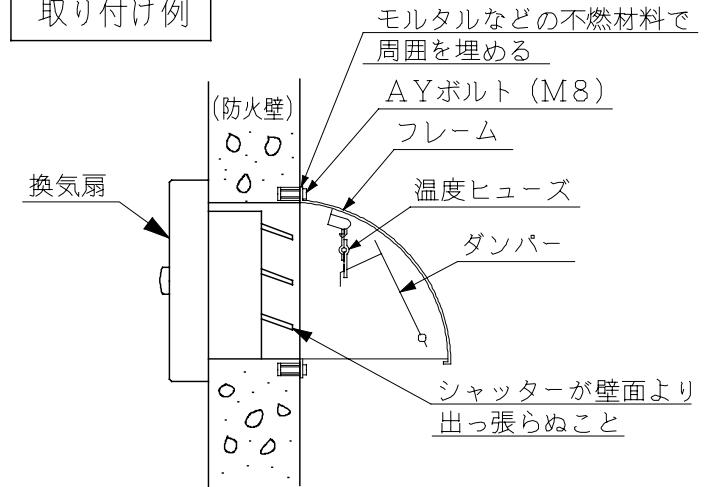 取り付け例
モルタルなどの不燃材料で
周囲を埋める
AYボルト（M8）
(防火壁)
フレーム
換気扇
温度ヒューズ
ダンパー
シャッターが壁面より
出っ張らぬこと